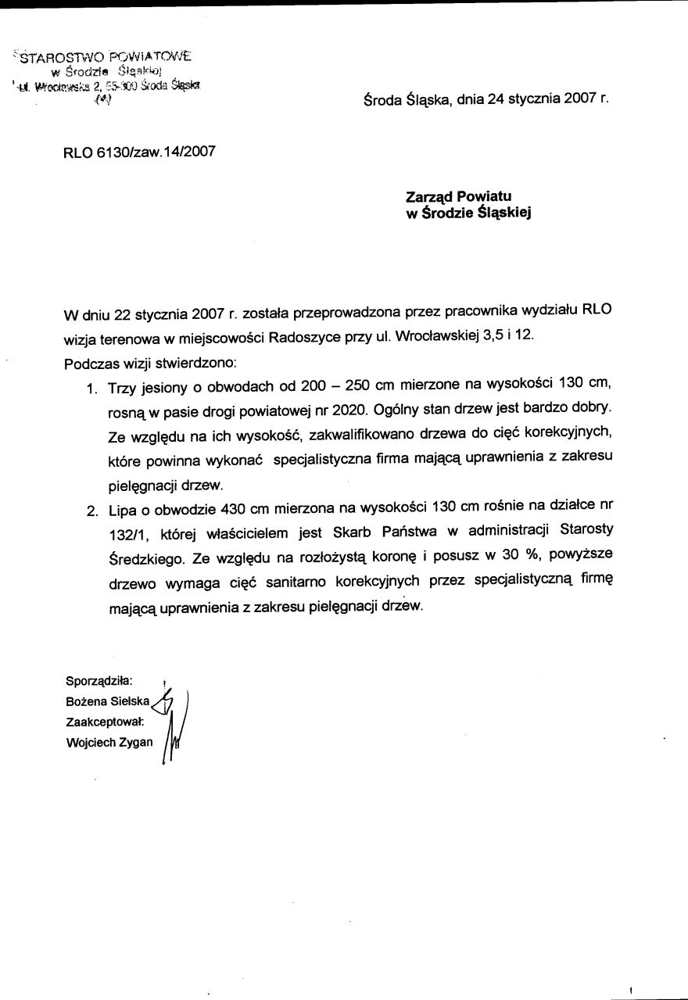 STAROSTWO POWIATOWE
w Środzie Śląskiej
ul. Wrocławska 2, 55-300 Środa Śląska
(4)
Środa Śląska, dnia 24 stycznia 2007 r.
RLO 6130/zaw.14/2007
Zarząd Powiatu
w Środzie Śląskiej
W dniu 22 stycznia 2007 r. została przeprowadzona przez pracownika wydziału RLO
wizja terenowa w miejscowości Radoszyce przy ul. Wrocławskiej 3,5 i 12.
Podczas wizji stwierdzono:
1. Trzy jesiony o obwodach od 200 – 250 cm mierzone na wysokości 130 cm,
rosną w pasie drogi powiatowej nr 2020. Ogólny stan drzew jest bardzo dobry.
Ze względu na ich wysokość, zakwalifikowano drzewa do cięć korekcyjnych,
które powinna wykonać specjalistyczna firma mającą uprawnienia z zakresu
pielęgnacji drzew.
2. Lipa o obwodzie 430 cm mierzona na wysokości 130 cm rośnie na działce nr
132/1, której właścicielem jest Skarb Państwa w administracji Starosty
Średzkiego. Ze względu na rozłożystą koronę i posusz w 30 %, powyższe
drzewo wymaga cięć sanitarno korekcyjnych przez specjalistyczną firmę
mającą uprawnienia z zakresu pielęgnacji drzew.
Sporządziła:
Bożena Sielska
Zaakceptował:
Wojciech Zygan
1